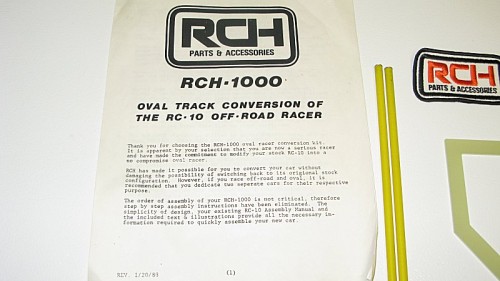 RCH
PARTS & ACCESSORIES
RCH-1000
OVAL TRACK CONVERSION OF
THE RC-10 OFF-ROAD RACER
Thank you for choosing the RCH-1000 oval racer conversion kit.
It is apparent by your selection that you are now a serious racer
and have made the commitment to modify your stock RC-10 into a
no compromise oval racer.
RCH has made it possible for you to convert your car without
damaging the possibility of switching back to its origional stock
configuration. However, if you race off-road and oval, it is
recommended that you dedicate two seperate cars for their respective
purpose.
The order of assembly of your RCH-1000 is not critical, therefore
step by step assembly instructions have been eliminated. The
simplicity of design, your existing RC-10 Assembly Manual and
the included text & illustrations provide all the necessary in-
formation required to quickly assemble your new car.
REV. 1/20/89 (1)
RCH
PARTS & ACCESSORIES